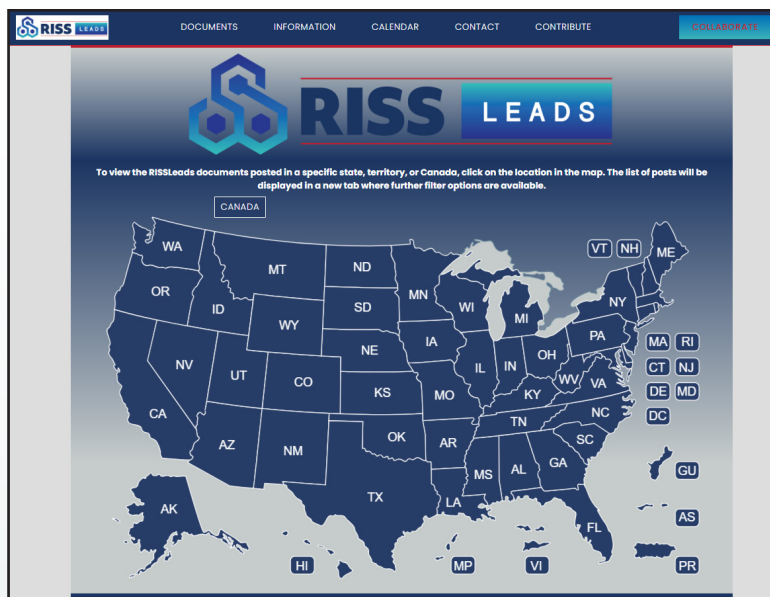 RISS LEADS DOCUMENTS INFORMATION CALENDAR CONTACT CONTRIBUTE COLLABORATE
RISS LEADS
To view the RISSLeads documents posted in a specific state, territory, or Canada, click on the location in the map. The list of posts will be
displayed in a new tab where further filter options are available.
CANADA
WA MT ND MN VT NH ME
OR ID SD WI MI NY
WY IA PA MA RI
NV UT CO NE IL IN OH CT NJ
CA KS MO KY WV VA DE MD
AZ NM OK AR TN NC DC
SC
TX LA MS AL GA GU
AK FL AS
HI MP VI PR